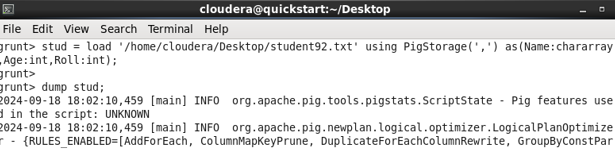 cloudera@quickstart:~/Desktop
File Edit View Search Terminal Help
grunt> stud = load '/home/cloudera/Desktop/student92.txt' using PigStorage(',') as(Name:chararray
,Age:int,Roll:int);
grunt>
grunt> dump stud;
2024-09-18 18:02:10,459 [main] INFO  org.apache.pig.tools.pigstats.ScriptState - Pig features use
d in the script: UNKNOWN
2024-09-18 18:02:10,459 [main] INFO  org.apache.pig.newplan.logical.optimizer.LogicalPlanOptimize
r - {RULES_ENABLED=[AddForEach, ColumnMapKeyPrune, DuplicateForEachColumnRewrite, GroupByConstPar